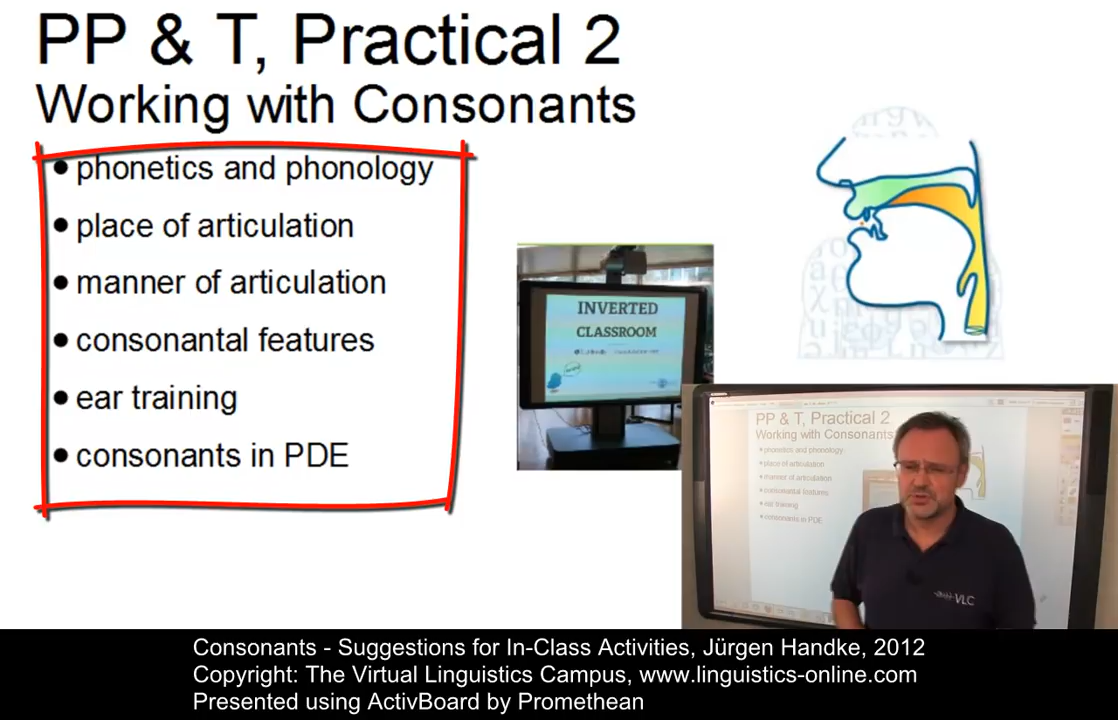 PP & T, Practical 2
Working with Consonants
• phonetics and phonology
• place of articulation
• manner of articulation
• consonantal features
• ear training
• consonants in PDE
INVERTED
CLASSROOM
PP & T, Practical 2
Working with Consonants
• phonetics and phonology
• place of articulation
• manner of articulation
• consonantal features
• ear training
• consonants in PDE
VLC
Consonants - Suggestions for In-Class Activities, Jürgen Handke, 2012
Copyright: The Virtual Linguistics Campus, www.linguistics-online.com
Presented using ActivBoard by Promethean